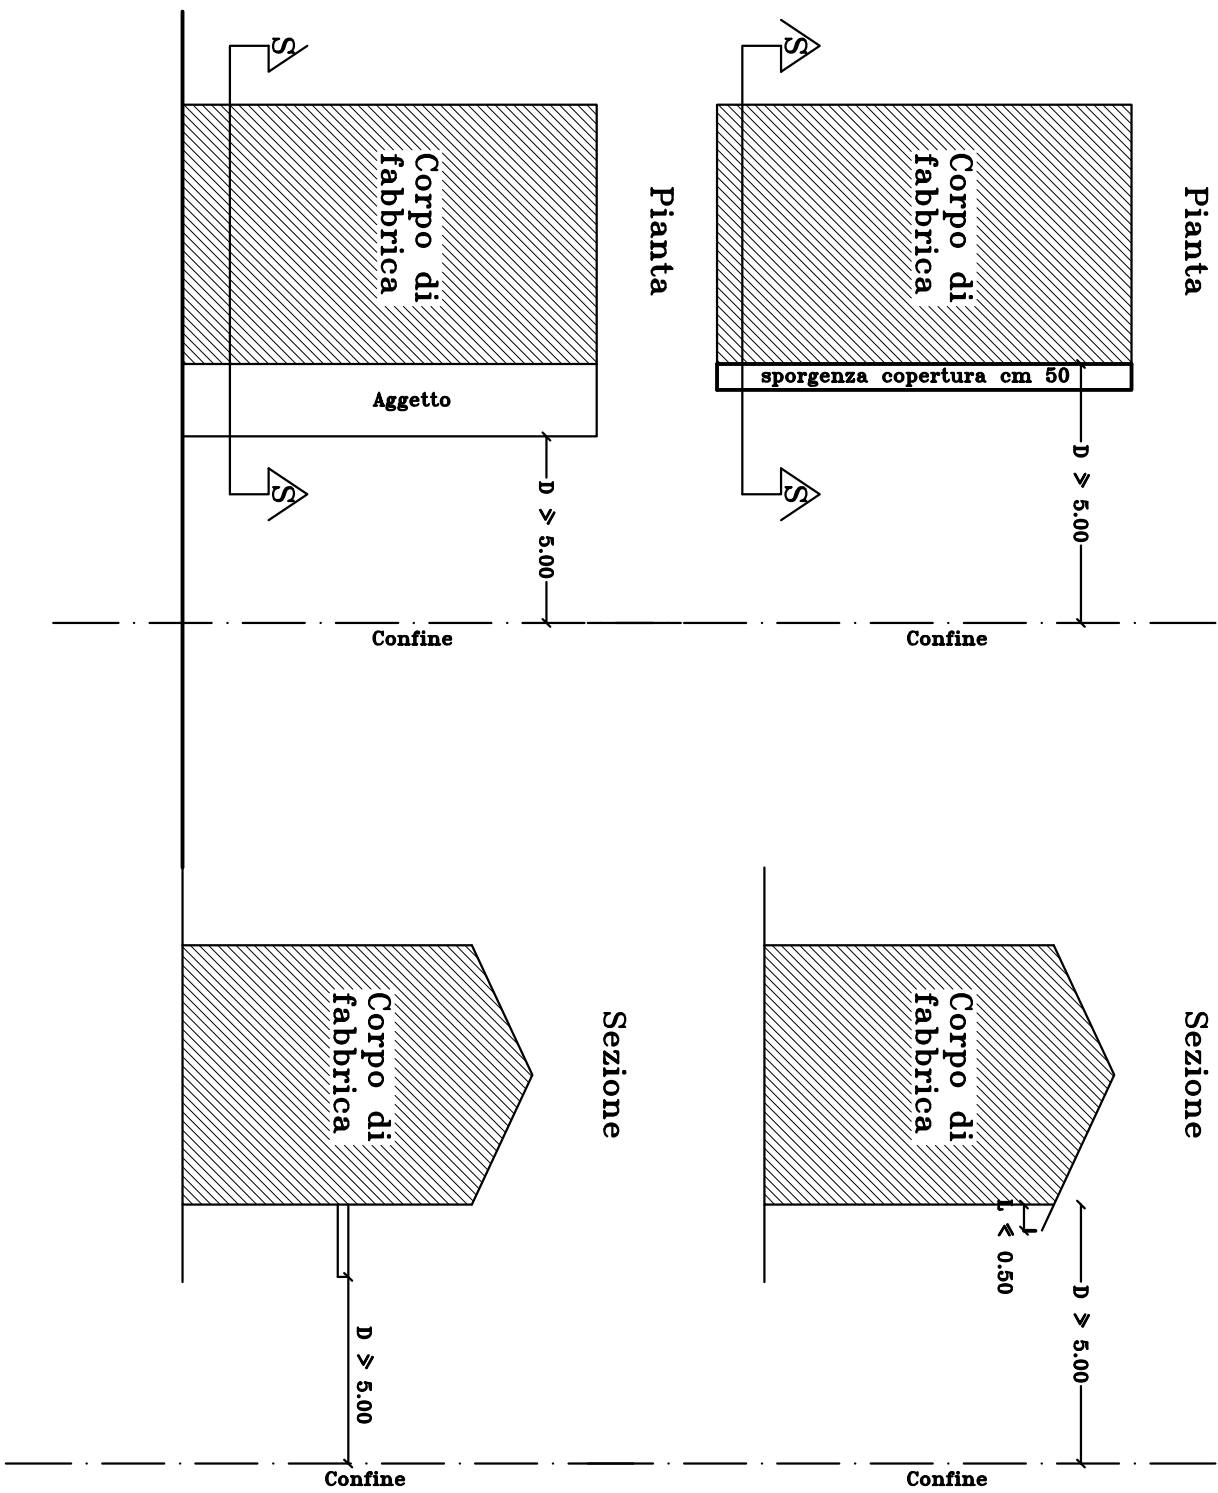 Pianta
Corpo di
fabbrica
sporgenza copertura cm 50
D ⩾ 5.00
S
S
Confine
Sezione
Corpo di
fabbrica
L ⩽ 0.50
D ⩾ 5.00
Confine
Pianta
Corpo di
fabbrica
Aggetto
D ⩾ 5.00
S
S
Confine
Sezione
Corpo di
fabbrica
D ⩾ 5.00
Confine